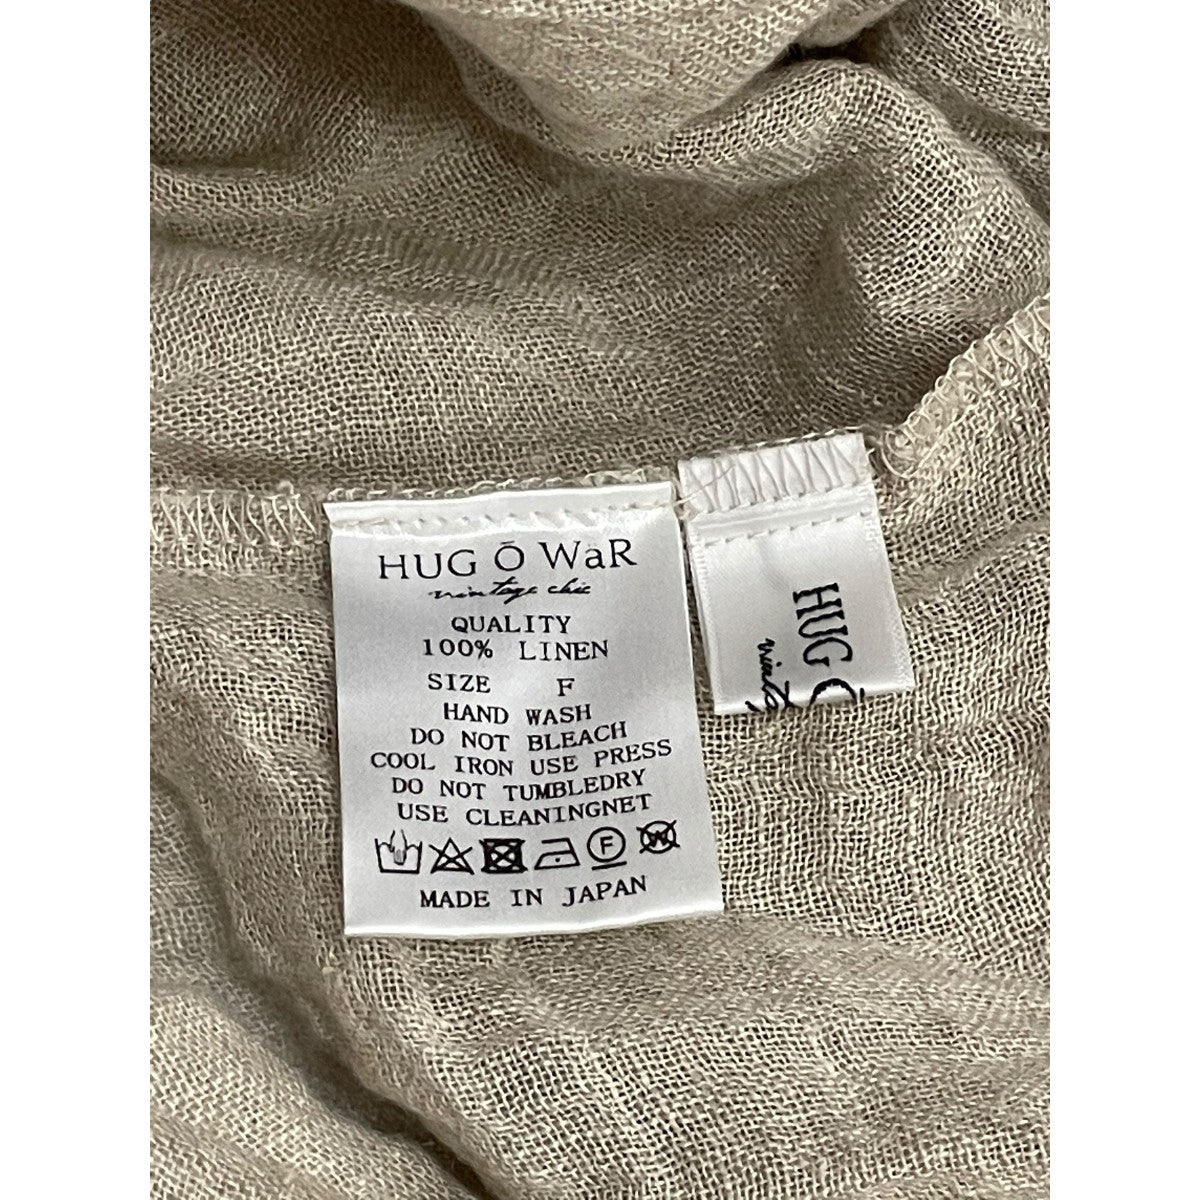 HUG Ō WaR
vintage chic
QUALITY
100% LINEN
SIZE F
HAND WASH
DO NOT BLEACH
COOL IRON USE PRESS
DO NOT TUMBLEDRY
USE CLEANINGNET
F W
MADE IN JAPAN
HUG Ō